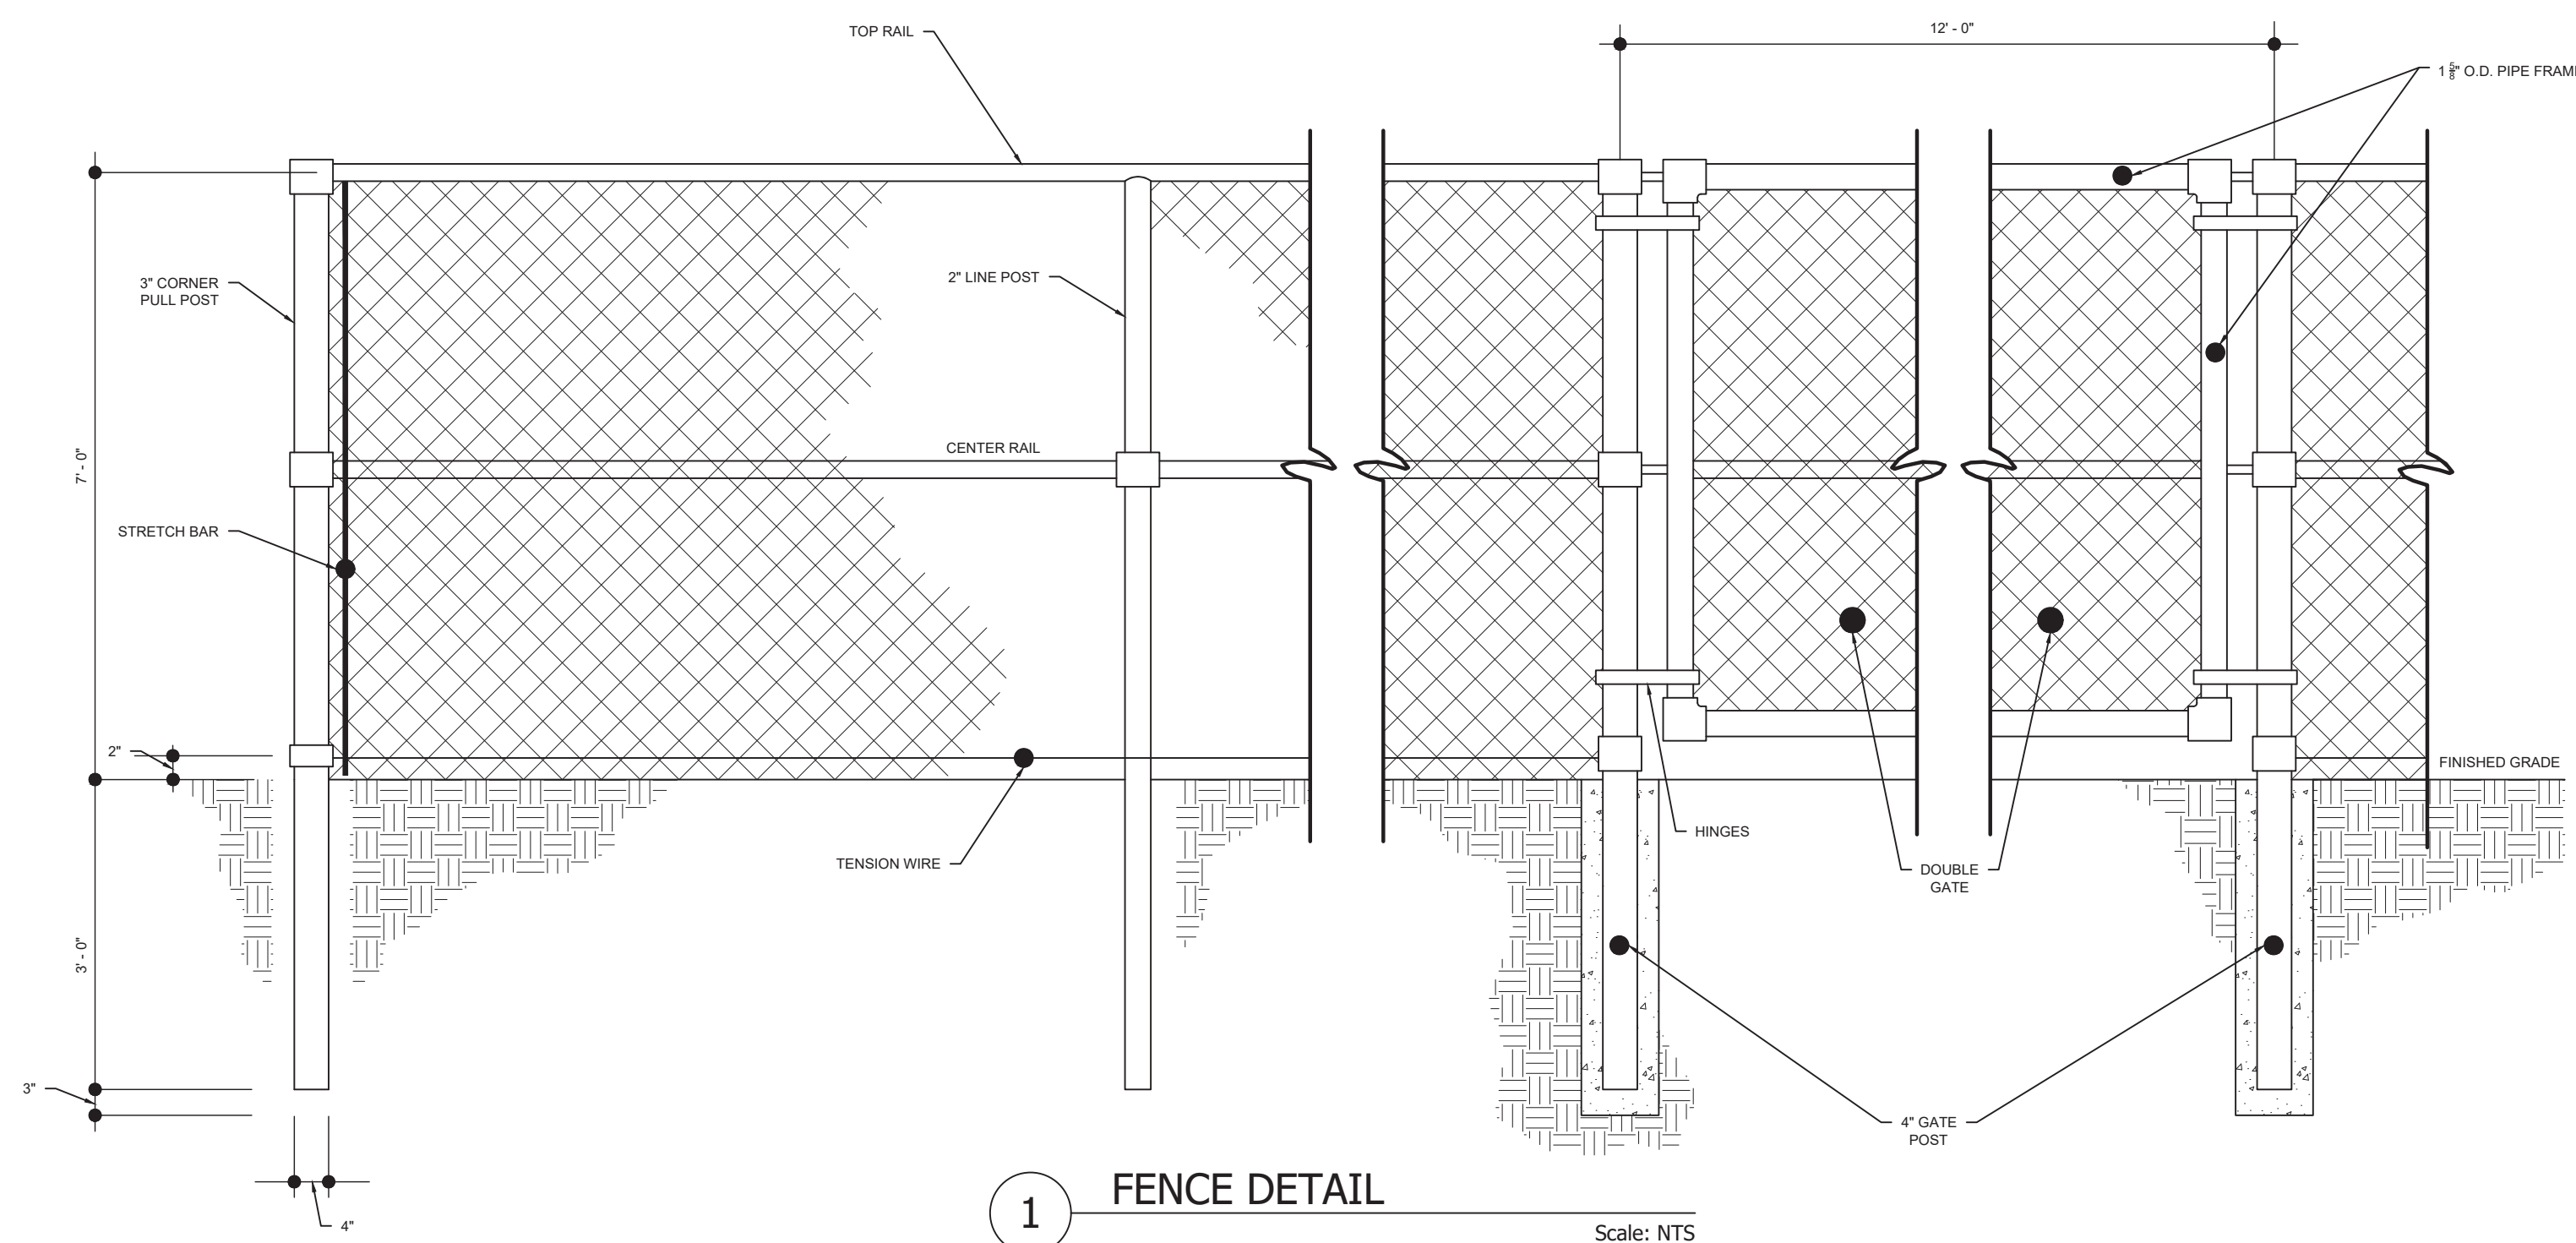 TOP RAIL
12' - 0"
1 5/8" O.D. PIPE FRAM
3" CORNER
PULL POST
2" LINE POST
7' - 0"
CENTER RAIL
STRETCH BAR
2"
FINISHED GRADE
HINGES
TENSION WIRE
DOUBLE
GATE
3' - 0"
3"
4" GATE
POST
4"
1
FENCE DETAIL
Scale: NTS